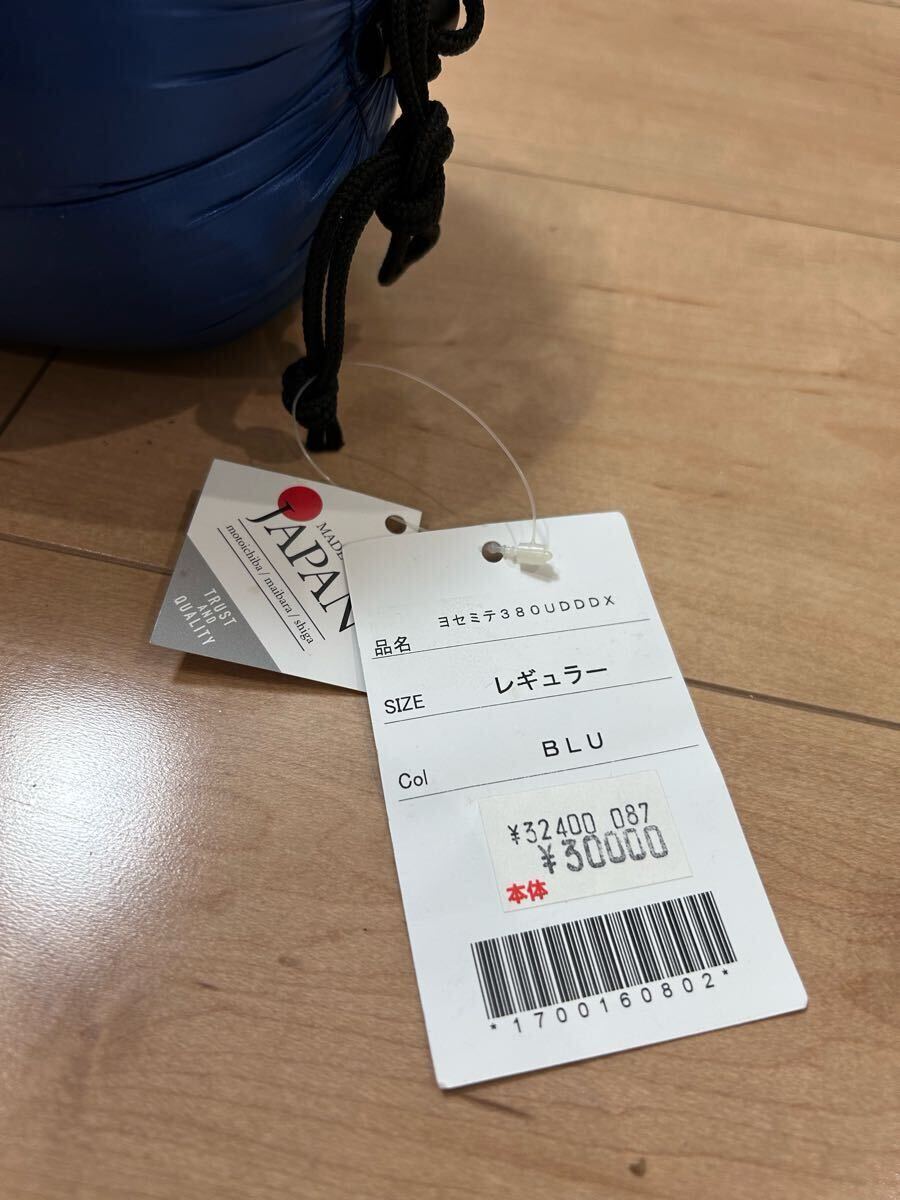 MADE
JAPAN
motoichiba / maibara / shiga
TRUST
AND
QUALITY
品名 ヨセミテ380UDDDX
SIZE レギュラー
Col BLU
¥32400 087
¥30000
本体
*1700160802*